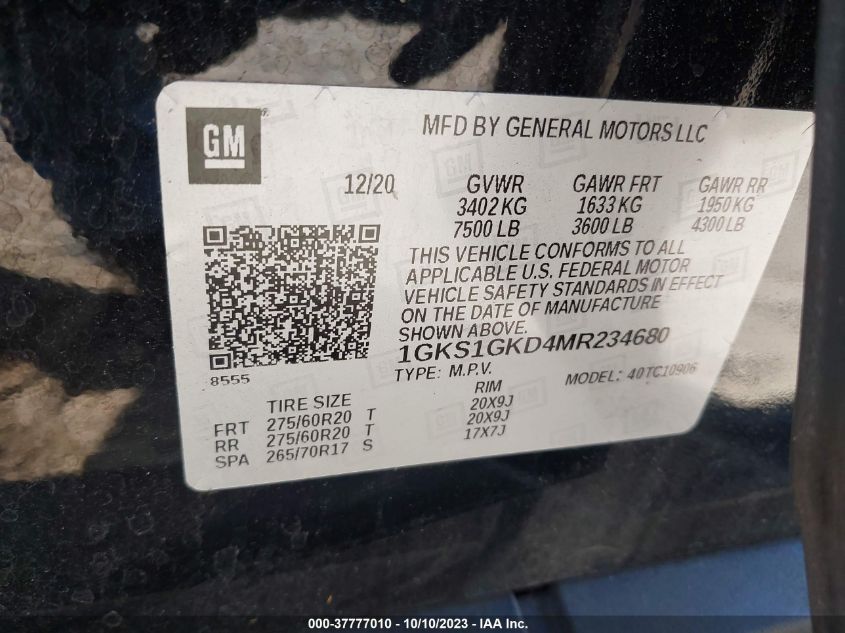 GM
MFD BY GENERAL MOTORS LLC
12/20 GVWR GAWR FRT GAWR RR
3402 KG 1633 KG 1950 KG
7500 LB 3600 LB 4300 LB
THIS VEHICLE CONFORMS TO ALL
APPLICABLE U.S. FEDERAL MOTOR
VEHICLE SAFETY STANDARDS IN EFFECT
ON THE DATE OF MANUFACTURE
SHOWN ABOVE.
1GKS1GKD4MR234680
8555 TYPE: M.P.V. MODEL: 40TC10906
TIRE SIZE RIM
FRT 275/60R20 T 20X9J
RR 275/60R20 T 20X9J
SPA 265/70R17 S 17X7J
000-37777010 - 10/10/2023 - Copyright IAA, Inc.